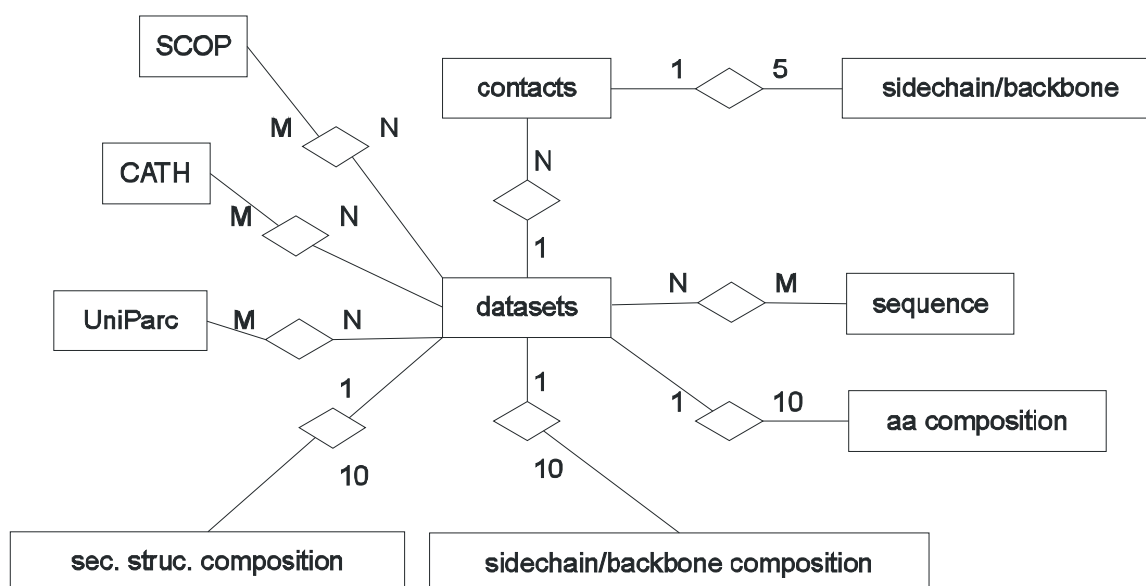 SCOP
contacts
1
5
sidechain/backbone
M
N
CATH
N
M
N
1
UniParc
M
N
datasets
N
M
sequence
1
1
1
10
aa composition
10
10
sec. struc. composition
sidechain/backbone composition